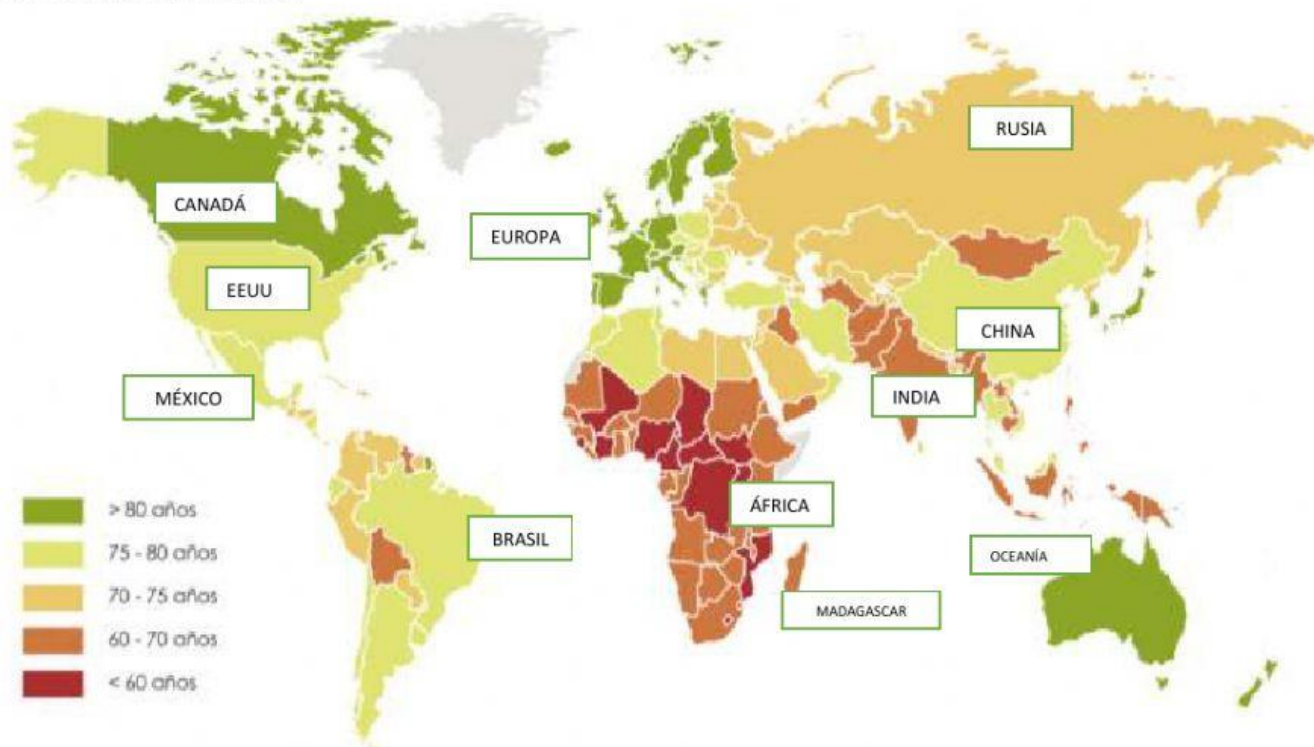 RUSIA
CANADÁ
EUROPA
EEUU
CHINA
MÉXICO
INDIA
ÁFRICA
BRASIL
OCEANÍA
MADAGASCAR
> 80 años
75 - 80 años
70 - 75 años
60 - 70 años
< 60 años